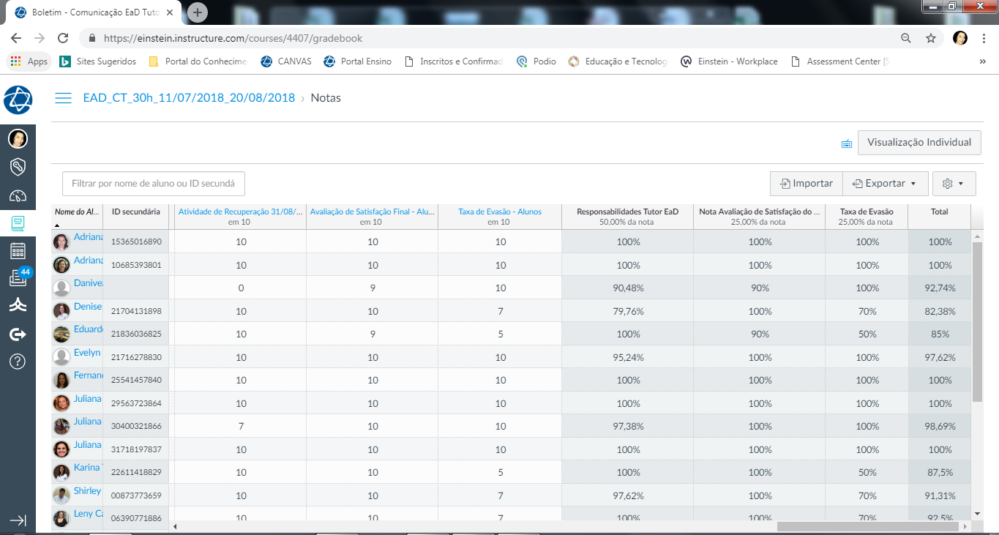 Boletim - Comunicação EaD Tuto
https://einstein.instructure.com/courses/4407/gradebook
Apps Sites Sugeridos Portal do Conhecime CANVAS Portal Ensino Inscritos e Confirmad Podio Educação e Tecnolog Einstein - Workplace Assessment Center [S »
EAD_CT_30h_11/07/2018_20/08/2018 › Notas
Visualização Individual
Filtrar por nome de aluno ou ID secundá
Importar Exportar
Nome do Al... ID secundária Atividade de Recuperação 31/08/... Avaliação de Satisfação Final - Alu... Taxa de Evasão - Alunos Responsabilidades Tutor EaD Nota Avaliação de Satisfação do ... Taxa de Evasão Total
em 10 em 10 em 10 50,00% da nota 25,00% da nota 25,00% da nota
Adriana 15365016890 10 10 10 100% 100% 100% 100%
Adriana 10685393801 10 10 10 100% 100% 100% 100%
Danivea 0 9 10 90,48% 90% 100% 92,74%
44
Denise 21704131898 10 10 7 79,76% 100% 70% 82,38%
Eduardo 21836036825 10 9 5 100% 90% 50% 85%
Evelyn 21716278830 10 10 10 95,24% 100% 100% 97,62%
Fernand 25541457840 10 10 10 100% 100% 100% 100%
Juliana 29563723864 10 10 10 100% 100% 100% 100%
Juliana 30400321866 7 10 10 97,38% 100% 100% 98,69%
Juliana 31718197837 10 10 10 100% 100% 100% 100%
Karina 22611418829 10 10 5 100% 100% 50% 87,5%
Shirley 00873773659 10 10 7 97,62% 100% 70% 91,31%
Leny Ca 06390771886 10 10 7 100% 100% 70% 92,5%